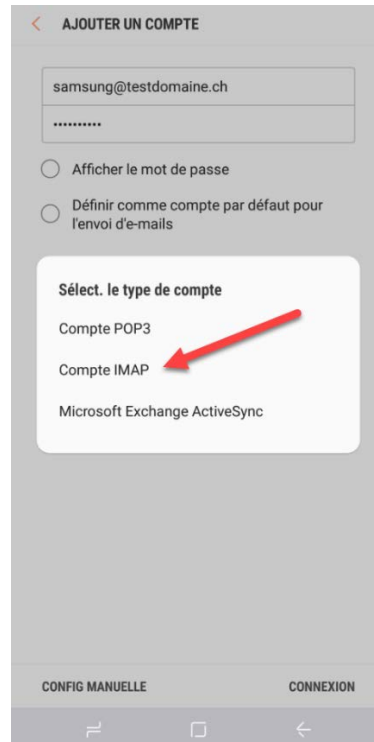 AJOUTER UN COMPTE
samsung@testdomaine.ch
••••••••••
Afficher le mot de passe
Définir comme compte par défaut pour
l'envoi d'e-mails
Sélect. le type de compte
Compte POP3
Compte IMAP
Microsoft Exchange ActiveSync
CONFIG MANUELLE
CONNEXION